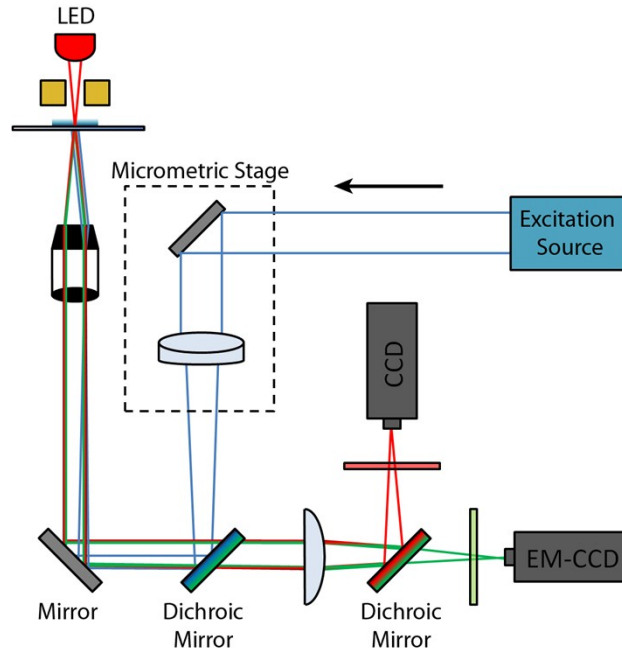 LED
Micrometric Stage
Excitation
Source
CCD
EM-CCD
Mirror
Dichroic
Mirror
Dichroic
Mirror